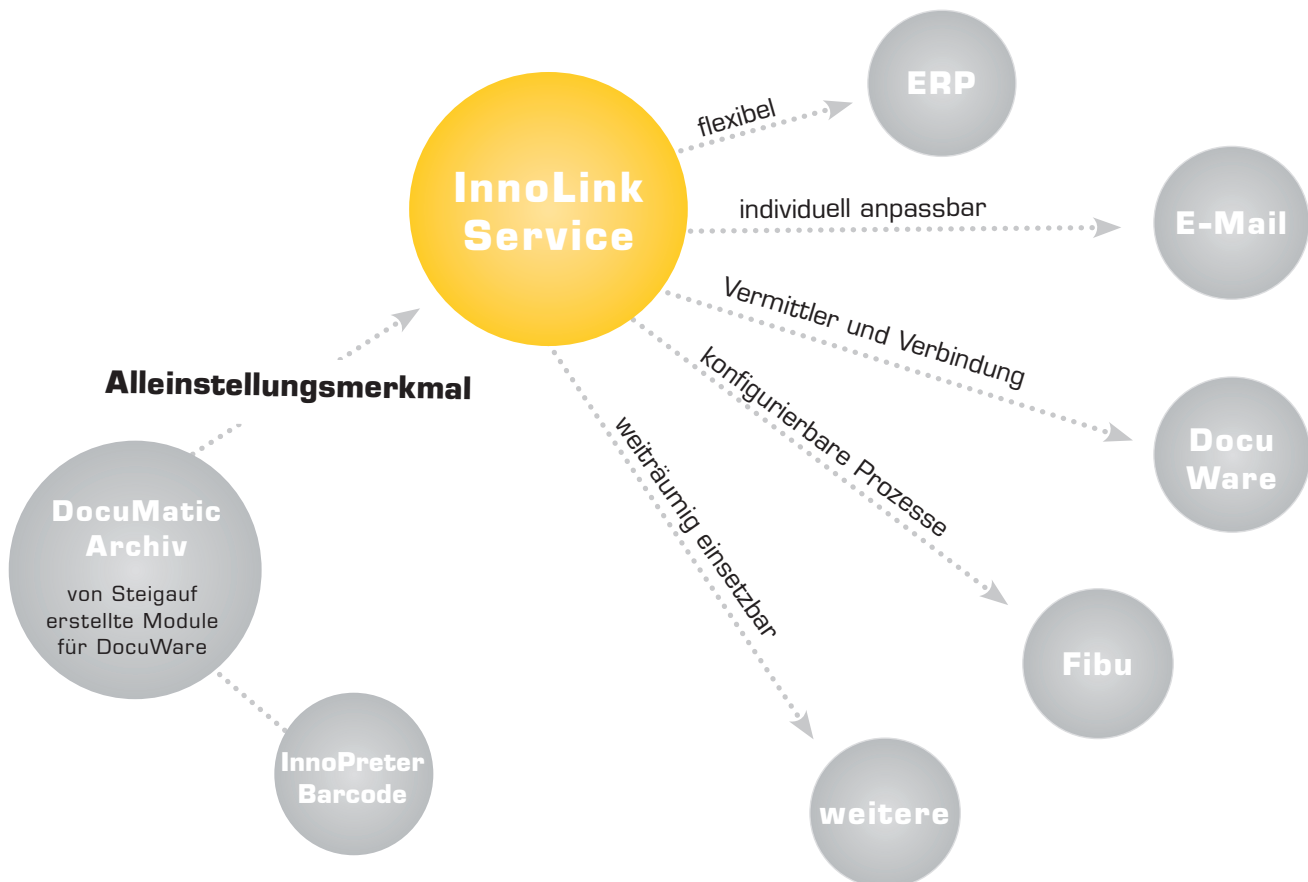 ERP
flexibel
InnoLink
Service
individuell anpassbar
E-Mail
Vermittler und Verbindung
konfigurierbare Prozesse
Alleinstellungsmerkmal
weiträumig einsetzbar
Docu
Ware
DocuMatic
Archiv
von Steigauf
erstellte Module
für DocuWare
Fibu
InnoPreter
Barcode
weitere